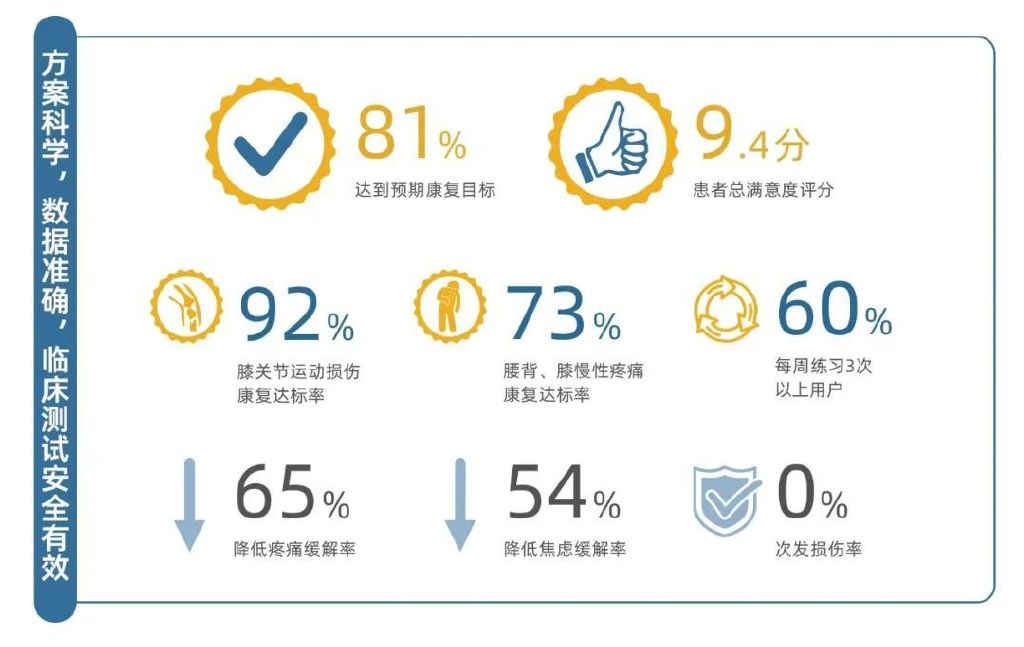 方案科学，数据准确，临床测试安全有效
81%
达到预期康复目标
9.4分
患者总满意度评分
92%
膝关节运动损伤
康复达标率
73%
腰背、膝慢性疼痛
康复达标率
60%
每周练习3次
以上用户
65%
降低疼痛缓解率
54%
降低焦虑缓解率
0%
次发损伤率